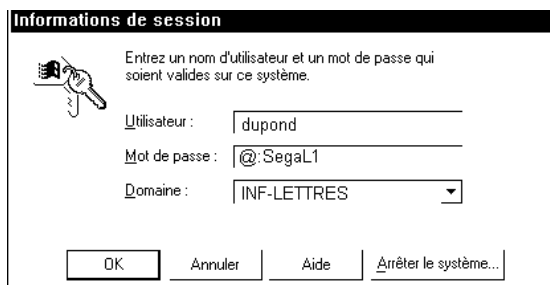 Informations de session
Entrez un nom d'utilisateur et un mot de passe qui
soient valides sur ce système.
Utilisateur : dupond
Mot de passe : @:SegaL1
Domaine : INF-LETTRES
OK Annuler Aide Arrêter le système...